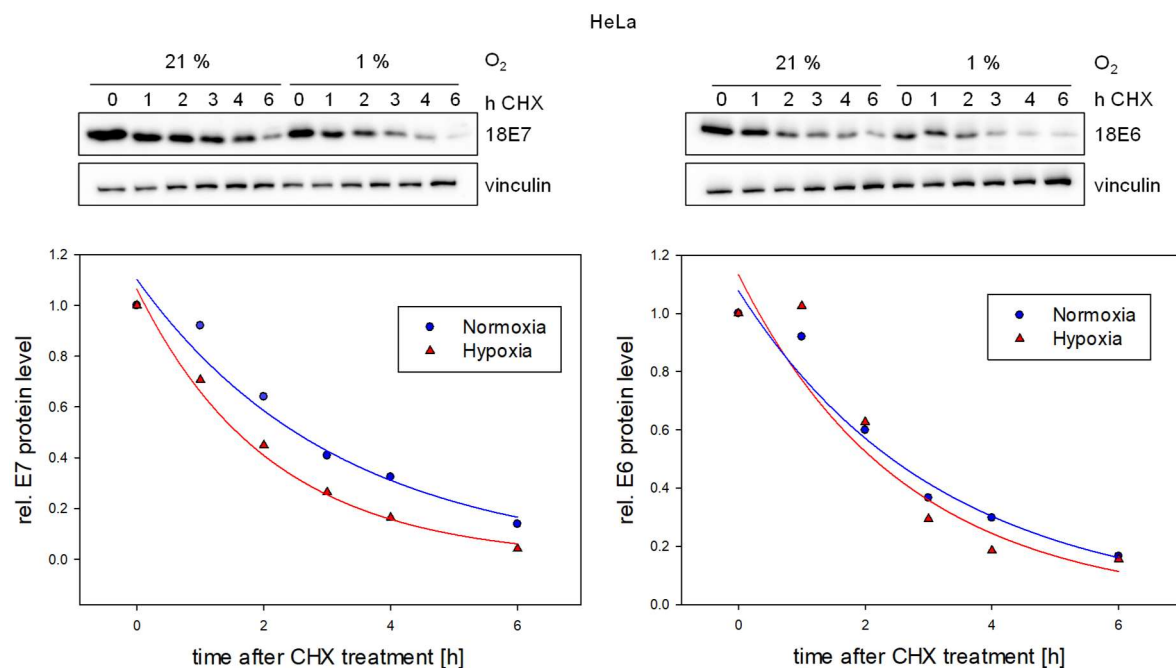 HeLa
21 % 1 % O2
0 1 2 3 4 6 0 1 2 3 4 6 h CHX
18E7
vinculin
21 % 1 % O2
0 1 2 3 4 6 0 1 2 3 4 6 h CHX
18E6
vinculin
rel. E7 protein level
1.2
1.0
0.8
0.6
0.4
0.2
0.0
Normoxia
Hypoxia
0 2 4 6
time after CHX treatment [h]
rel. E6 protein level
1.2
1.0
0.8
0.6
0.4
0.2
0.0
Normoxia
Hypoxia
0 2 4 6
time after CHX treatment [h]